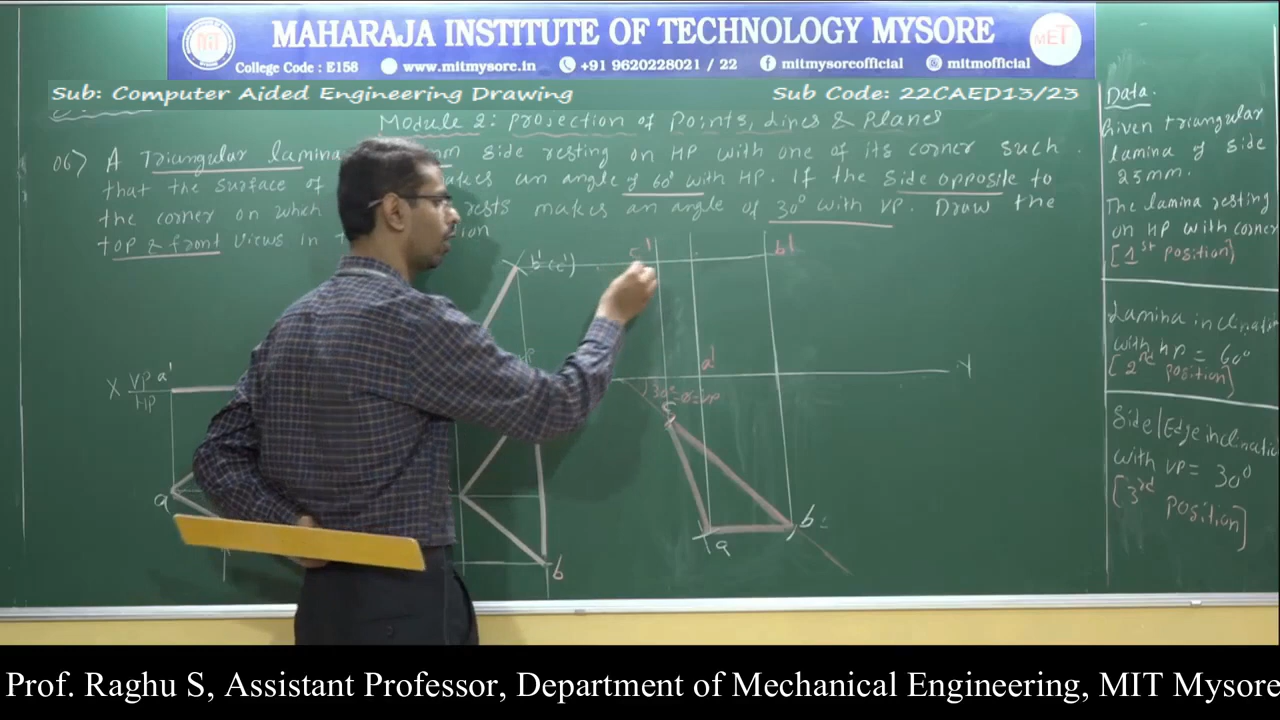 MAHARAJA INSTITUTE OF TECHNOLOGY MYSORE
College Code : E158 www.mitmysore.in +91 9620228021 / 22 mitmysoreofficial mitmofficial
MiT
MET
Sub: Computer Aided Engineering Drawing Sub Code: 22CAED13/23
Module 2: Projection of Points, Lines & Planes
06) A Triangular lamina side resting on HP with one of its corner such
that the surface of makes an angle of 60° with HP. If the side opposite to
the corner on which rests makes an angle of 30° with VP. Draw the
top & front views in
Data.
Given triangular
lamina of side
25mm.
The lamina resting
on HP with corner
[1st position]
Lamina inclination
with HP = 60°
[2rd position]
Side/Edge inclination
with VP = 30°
[3rd position]
b'(c')
c'
b'
X VP a'
HP
a'
Y
30°=Ø=VP
c
a
b
a
b
Prof. Raghu S, Assistant Professor, Department of Mechanical Engineering, MIT Mysore